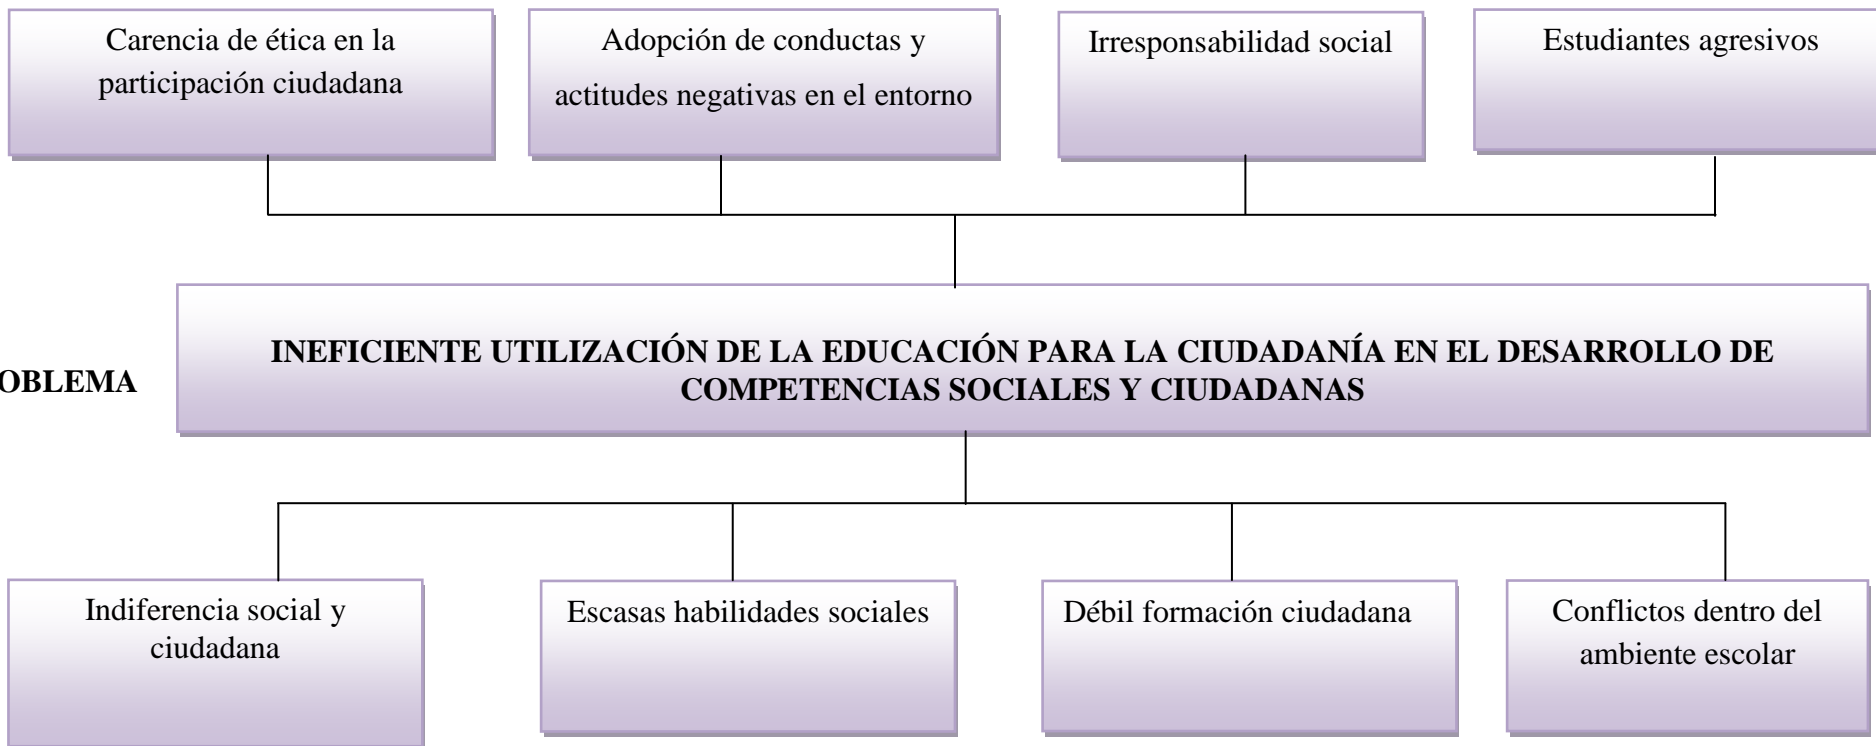 Carencia de ética en la
participación ciudadana
Adopción de conductas y
actitudes negativas en el entorno
Irresponsabilidad social
Estudiantes agresivos
OBLEMA
INEFICIENTE UTILIZACIÓN DE LA EDUCACIÓN PARA LA CIUDADANÍA EN EL DESARROLLO DE
COMPETENCIAS SOCIALES Y CIUDADANAS
Indiferencia social y
ciudadana
Escasas habilidades sociales
Débil formación ciudadana
Conflictos dentro del
ambiente escolar